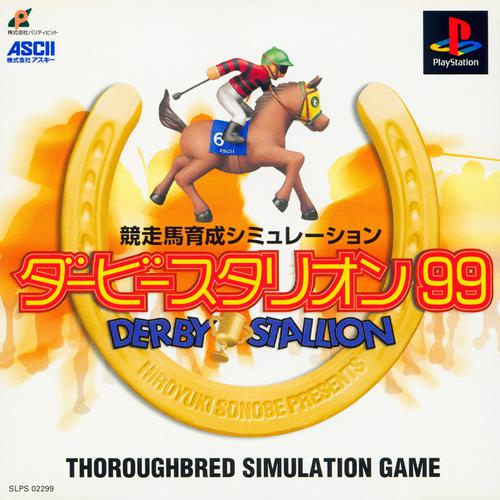 株式会社パリティビット
ASCII
株式会社アスキー
PlayStation
6
ASCII
競走馬育成シミュレーション
ダービースタリオン99
DERBY STALLION
HIROYUKI SONOBE PRESENTS
THOROUGHBRED SIMULATION GAME
SLPS 02299